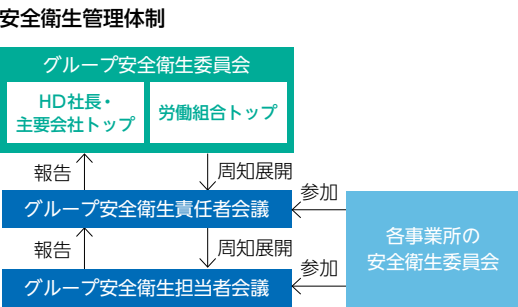 安全衛生管理体制
グループ安全衛生委員会
HD社長・
主要会社トップ
労働組合トップ
報告
周知展開
参加
グループ安全衛生責任者会議
各事業所の
安全衛生委員会
報告
周知展開
参加
グループ安全衛生担当者会議